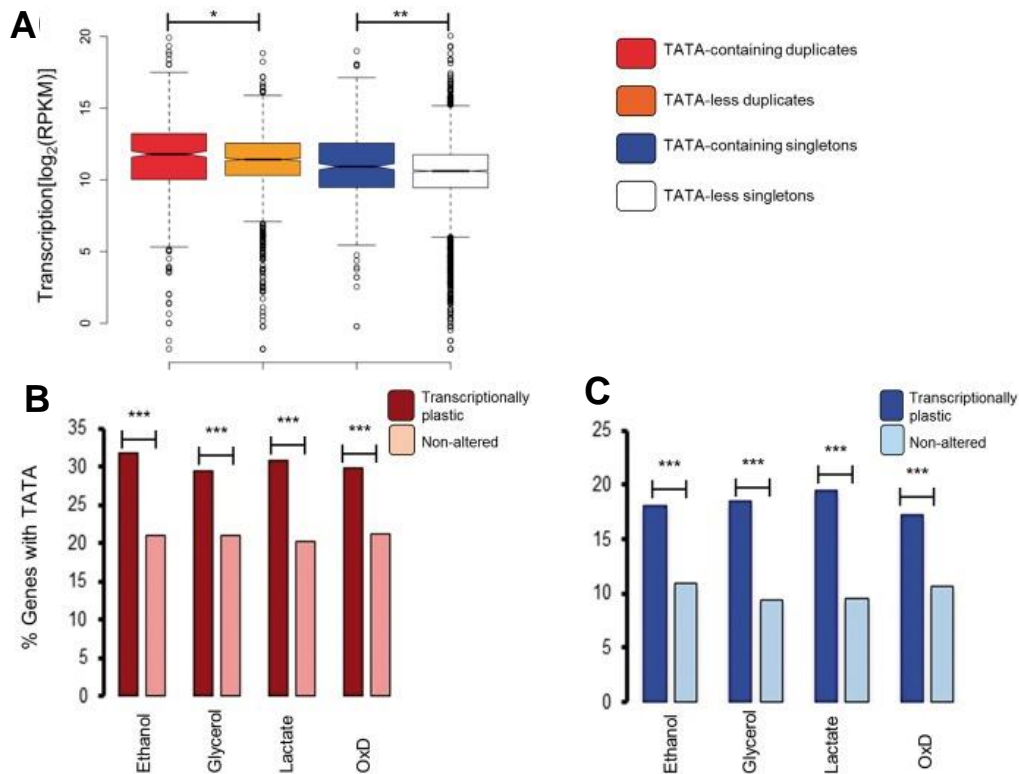 A
*
**
Transcription[log2(RPKM)]
20
15
10
5
0
TATA-containing duplicates
TATA-less duplicates
TATA-containing singletons
TATA-less singletons
B
Transcriptionally
plastic
Non-altered
% Genes with TATA
35
30
25
20
15
10
5
0
***
***
***
***
Ethanol
Glycerol
Lactate
OxD
C
Transcriptionally
plastic
Non-altered
25
20
15
10
5
0
***
***
***
***
Ethanol
Glycerol
Lactate
OxD